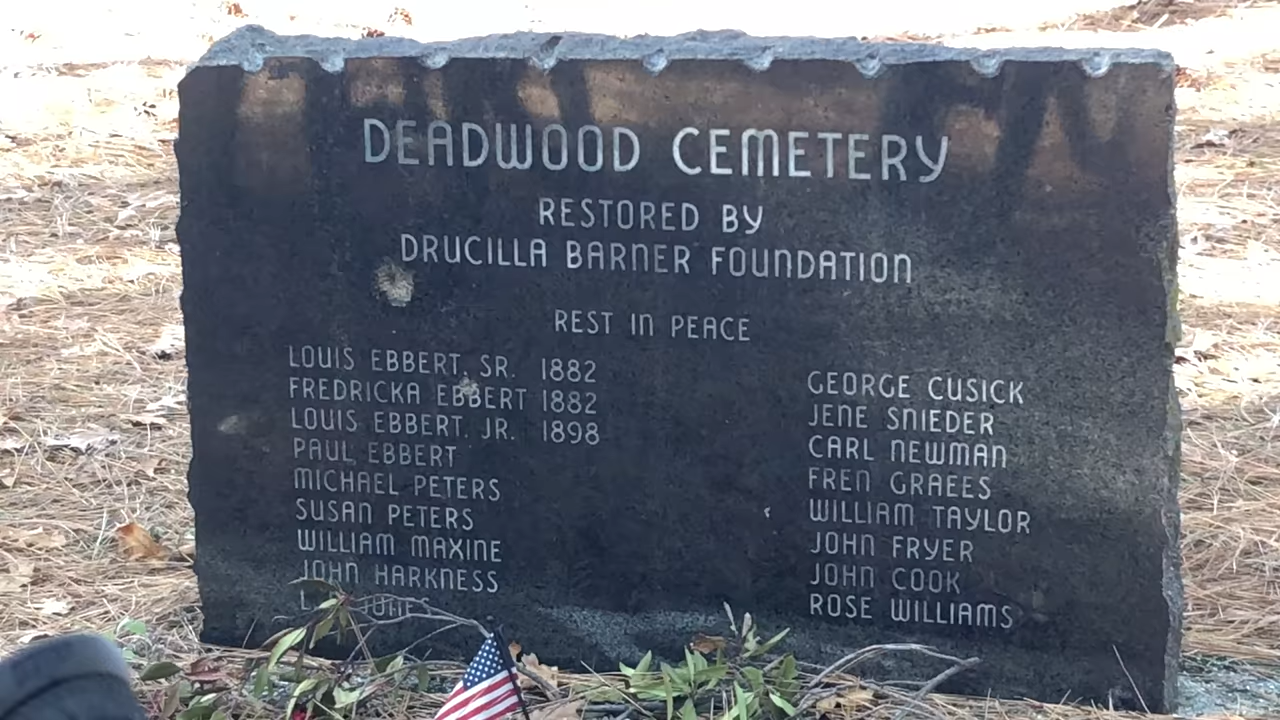 DEADWOOD CEMETERY
RESTORED BY
DRUCILLA BARNER FOUNDATION
REST IN PEACE
LOUIS EBBERT, SR. 1882
FREDRICKA EBBERT 1882
LOUIS EBBERT, JR. 1898
PAUL EBBERT
MICHAEL PETERS
SUSAN PETERS
WILLIAM MAXINE
JOHN HARKNESS
JONES
GEORGE CUSICK
JENE SNIEDER
CARL NEWMAN
FREN GRAEES
WILLIAM TAYLOR
JOHN FRYER
JOHN COOK
ROSE WILLIAMS